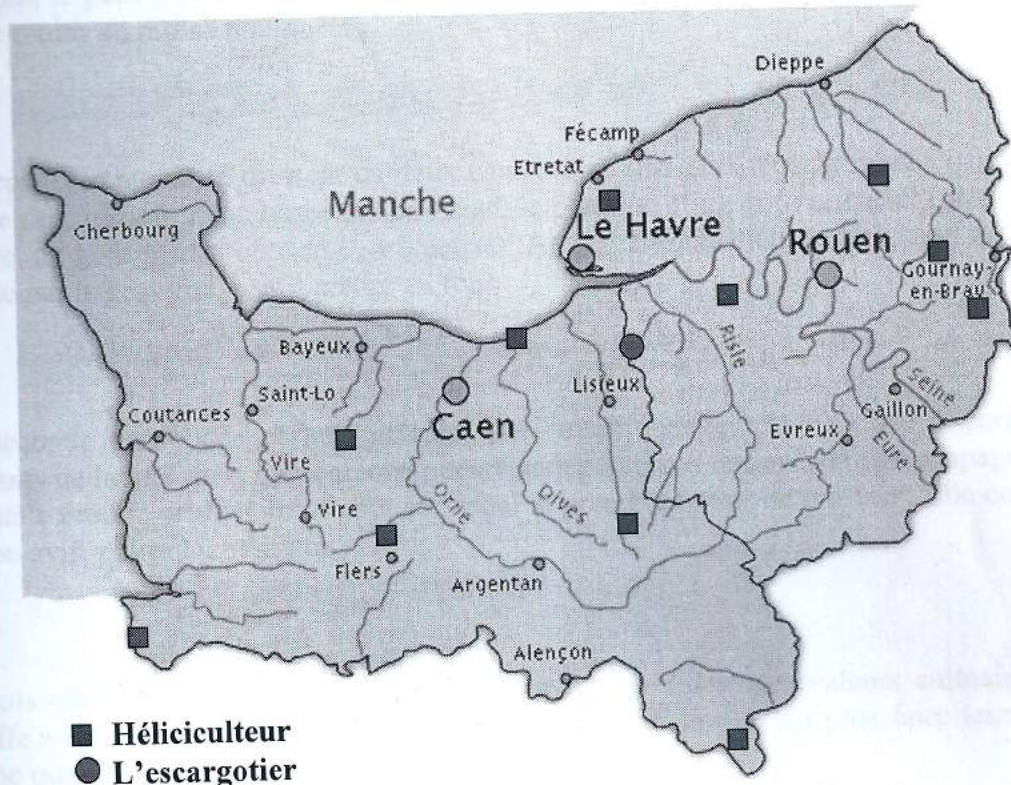 Dieppe
Fécamp
Etretat
Manche
Le Havre
Cherbourg
Rouen
Gournay-
en-Bray
Bayeux
Risle
Lisieux
Seine
Saint-Lo
Gaillon
Coutances
Caen
Evreux
Eure
Vire
Orne
Dives
Vire
Flers
Argentan
Alençon
Héliciculteur
L'escargotier